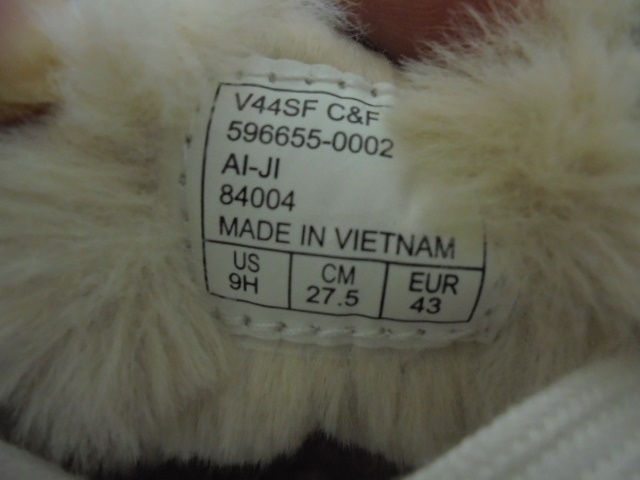 V44SF C&F
596655-0002
AI-JI
84004
MADE IN VIETNAM
US CM EUR
9H 27.5 43